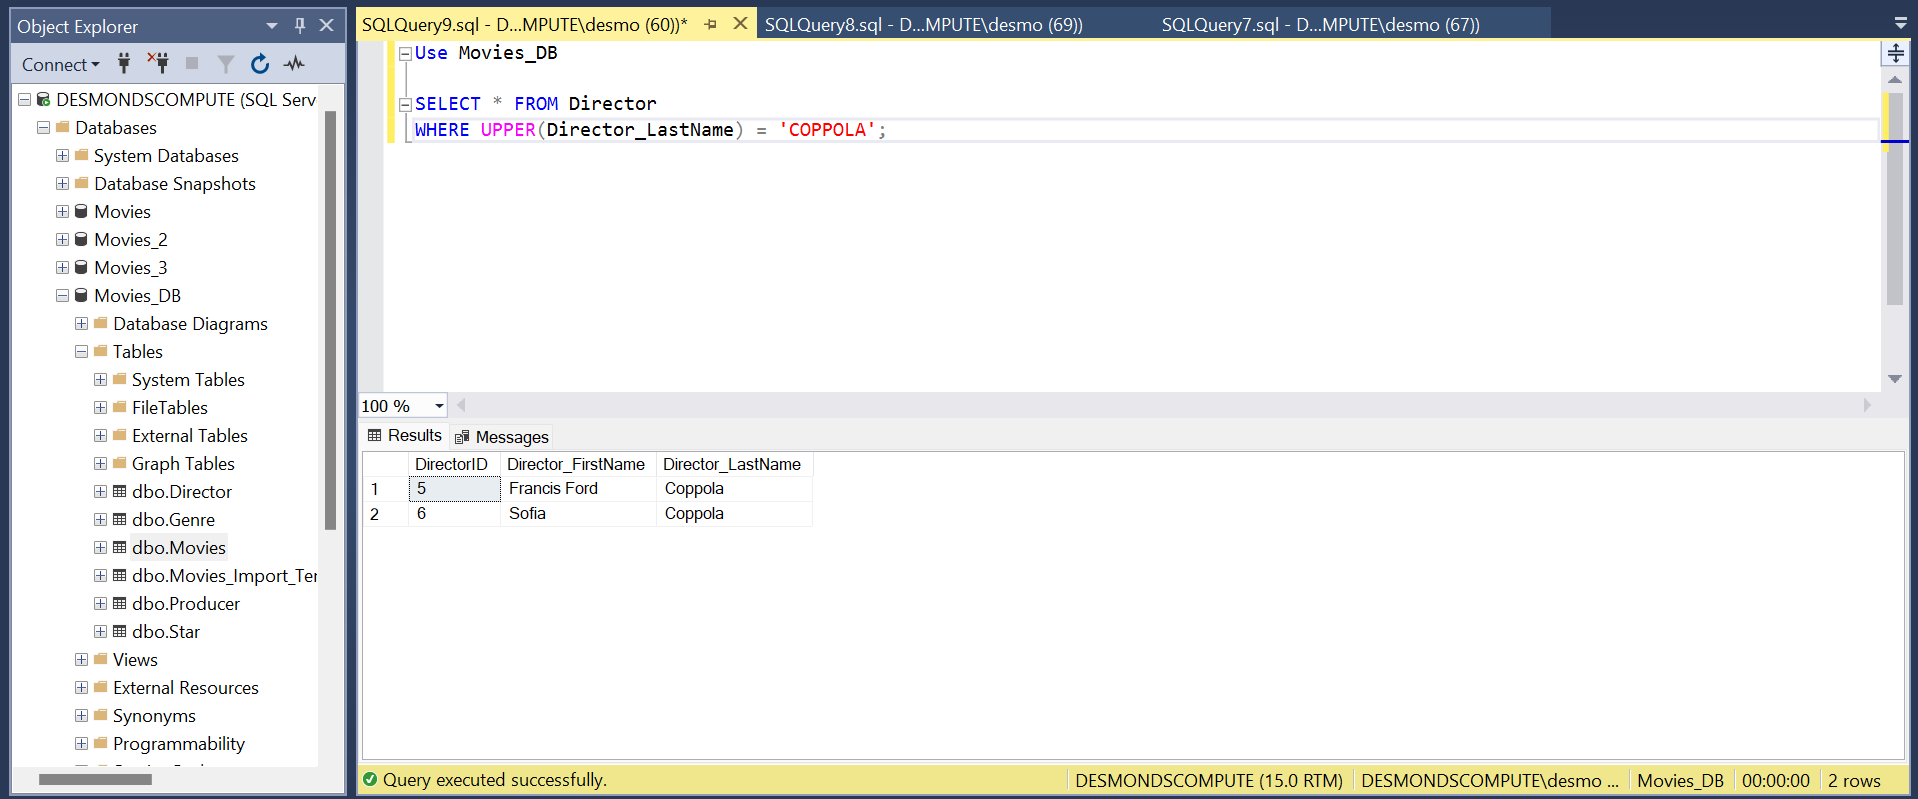 Object Explorer
Connect
DESMONDSCOMPUTE (SQL Serv
Databases
System Databases
Database Snapshots
Movies
Movies_2
Movies_3
Movies_DB
Database Diagrams
Tables
System Tables
FileTables
External Tables
Graph Tables
dbo.Director
dbo.Genre
dbo.Movies
dbo.Movies_Import_Ter
dbo.Producer
dbo.Star
Views
External Resources
Synonyms
Programmability
SQLQuery9.sql - D...MPUTE\desmo (60))* SQLQuery8.sql - D...MPUTE\desmo (69)) SQLQuery7.sql - D...MPUTE\desmo (67))
Use Movies_DB
SELECT * FROM Director
WHERE UPPER(Director_LastName) = 'COPPOLA';
100 %
Results Messages
DirectorID Director_FirstName Director_LastName
1 5 Francis Ford Coppola
2 6 Sofia Coppola
Query executed successfully. DESMONDSCOMPUTE (15.0 RTM) DESMONDSCOMPUTE\desmo ... Movies_DB 00:00:00 2 rows